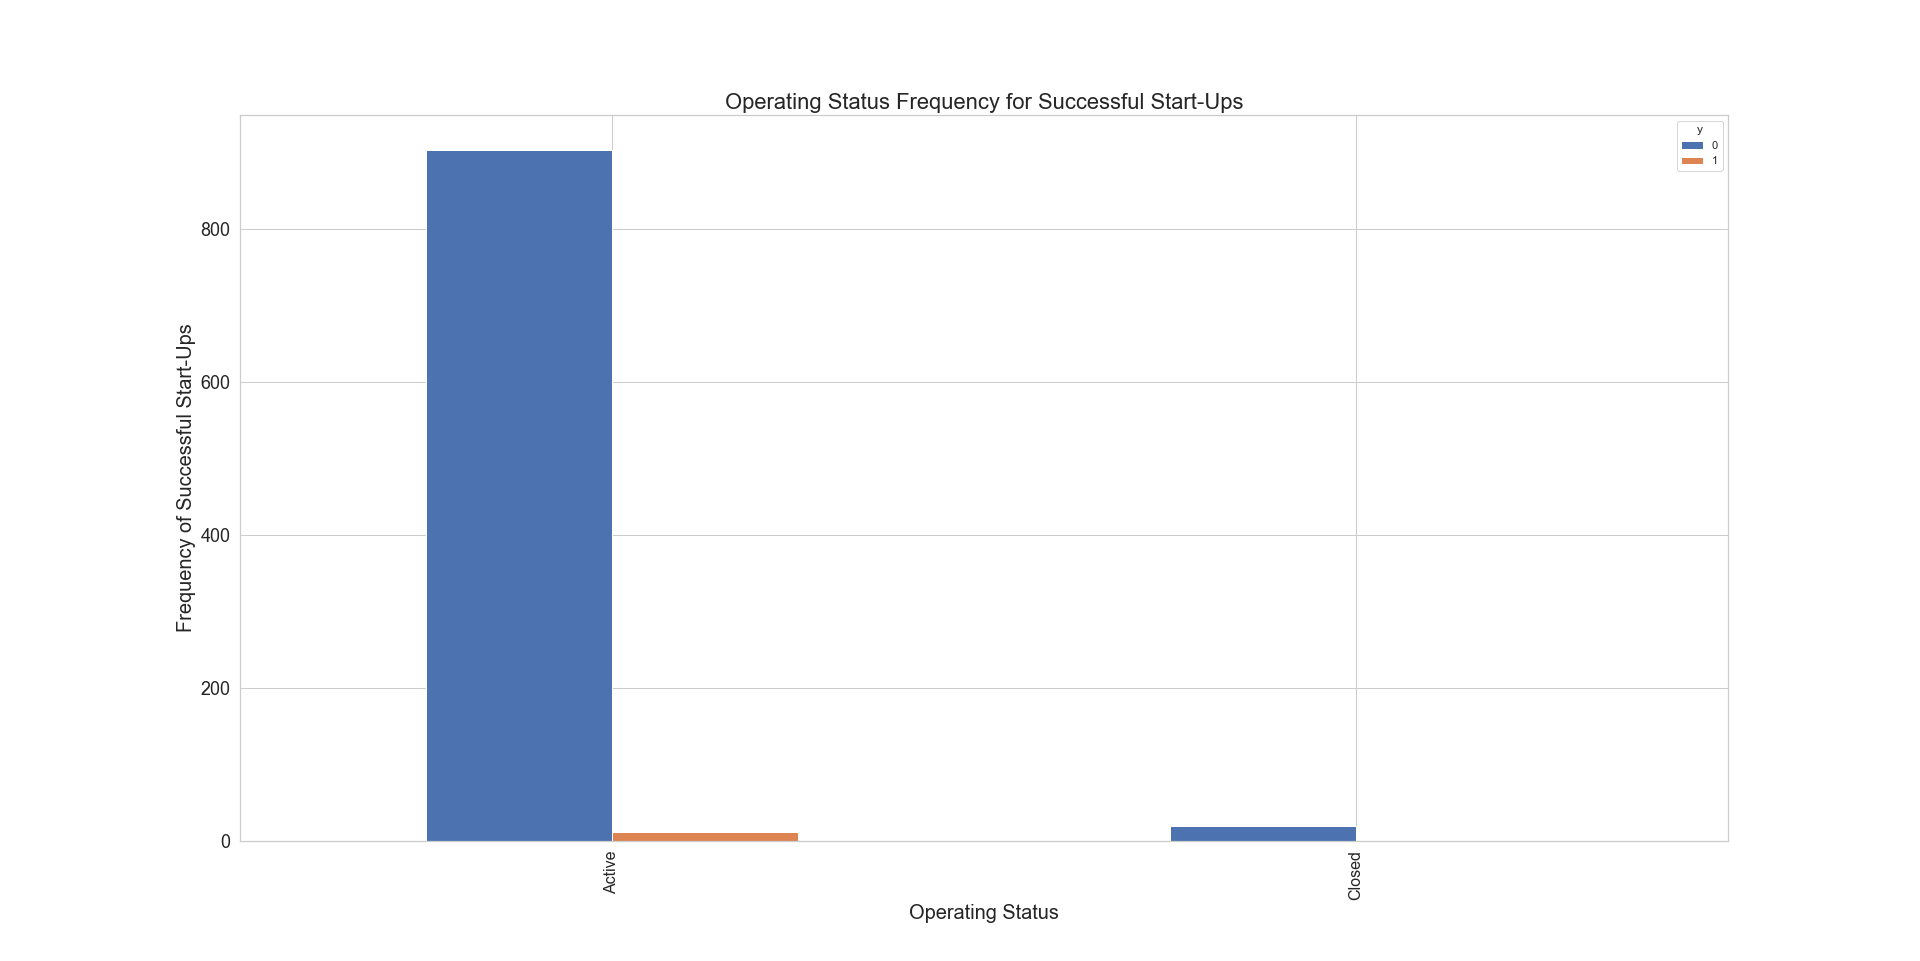 Operating Status Frequency for Successful Start-Ups
y
0
1
800
600
400
200
0
Frequency of Successful Start-Ups
Active
Closed
Operating Status